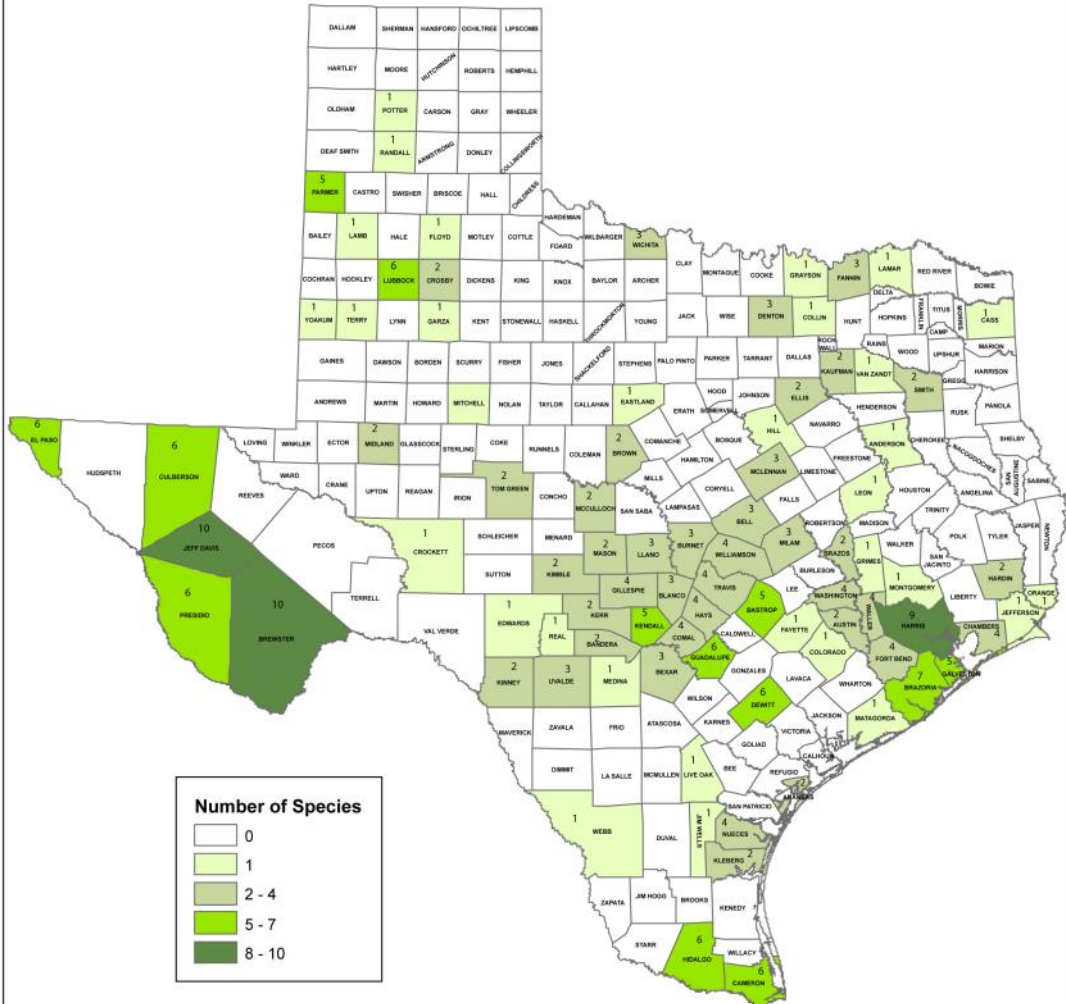 DALLAM SHERMAN HANSFORD OCHILTREE LIPSCOMB
HARTLEY MOORE HUTCHINSON ROBERTS HEMPHILL
1
OLDHAM POTTER CARSON GRAY WHEELER
1
DEAF SMITH RANDALL ARMSTRONG DONLEY COLLINGSWORTH
5
PARMER CASTRO SWISHER BRISCOE HALL CHILDRESS
HARDEMAN
1 1 3
BAILEY LAMB HALE FLOYD MOTLEY COTTLE FOARD WILBARGER WICHITA
6 2 1 3 1
COCHRAN HOCKLEY LUBBOCK CROSBY DICKENS KING KNOX BAYLOR ARCHER CLAY MONTAGUE COOKE GRAYSON FANNIN LAMAR RED RIVER BOWIE
DELTA
1 1 1 3 1 1
YOAKUM TERRY LYNN GARZA KENT STONEWALL HASKELL THROCKMORTON YOUNG JACK WISE DENTON COLLIN HUNT HOPKINS FRANKLIN TITUS CAMP MORRIS CASS
MARION
GAINES DAWSON BORDEN SCURRY FISHER JONES SHACKELFORD STEPHENS PALO PINTO PARKER TARRANT DALLAS ROCK WALL RAINS WOOD UPSHUR HARRISON
2 1 2
KAUFMAN VAN ZANDT SMITH GREGG
1 1 2
ANDREWS MARTIN HOWARD MITCHELL NOLAN TAYLOR CALLAHAN EASTLAND ERATH HOOD SOMERVELL JOHNSON ELLIS HENDERSON RUSK PANOLA
6 6 2 2 1 1
EL PASO HUDSPETH CULBERSON LOVING WINKLER ECTOR MIDLAND GLASSCOCK STERLING COKE RUNNELS COLEMAN BROWN COMANCHE BOSQUE HILL NAVARRO ANDERSON CHEROKEE NACOGDOCHES SHELBY
REEVES WARD CRANE UPTON REAGAN IRION
2 2 3 1
TOM GREEN CONCHO MCCULLOCH SAN SABA MILLS HAMILTON CORYELL MCLENNAN LIMESTONE FREESTONE LEON HOUSTON ANGELINA SAN AUGUSTINE SABINE
LAMPASAS FALLS TRINITY
10
JEFF DAVIS PECOS
1
CROCKETT SCHLEICHER MENARD
2 3 3 3 3 2 1
MASON LLANO BURNET BELL MILAM ROBERTSON BRAZOS MADISON GRIMES WALKER POLK TYLER JASPER NEWTON
4
WILLIAMSON BURLESON SAN JACINTO
6 10
PRESIDIO BREWSTER TERRELL SUTTON
2 4 3 4 5 4 1 2
KIMBLE GILLESPIE BLANCO TRAVIS BASTROP LEE WASHINGTON MONTGOMERY LIBERTY HARDIN
1 1
ORANGE JEFFERSON
1 1 2 5 4 4
VAL VERDE EDWARDS REAL KERR KENDALL HAYS COMAL CALDWELL
2 6 1 1 2 4 9 4
BANDERA GUADALUPE FAYETTE COLORADO AUSTIN WALLER HARRIS CHAMBERS
2 3 1 3 4 7 5
KINNEY UVALDE MEDINA BEXAR GONZALES LAVACA WHARTON FORT BEND BRAZORIA GALVESTON
6 1
WILSON DEWITT JACKSON MATAGORDA
MAVERICK ZAVALA FRIO ATASCOSA KARNES VICTORIA
GOLIAD CALHOUN
1
DIMMIT LA SALLE MCMULLEN LIVE OAK BEE REFUGIO
2
ARANSAS
1 1 4
WEBB DUVAL JIM WELLS SAN PATRICIO NUECES
2
KLEBERG
ZAPATA JIM HOGG BROOKS KENEDY
6
STARR HIDALGO WILLACY
6
CAMERON
Number of Species
0
1
2 - 4
5 - 7
8 - 10